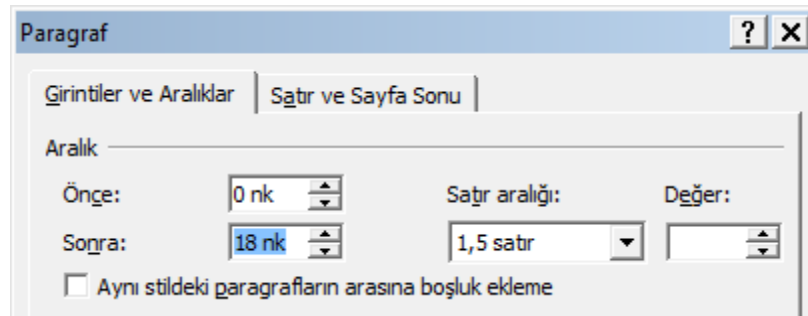 Paragraf
Girintiler ve Aralıklar Satır ve Sayfa Sonu
Aralık
Önce: 0 nk Satır aralığı: Değer:
Sonra: 18 nk 1,5 satır
Aynı stildeki paragrafların arasına boşluk ekleme